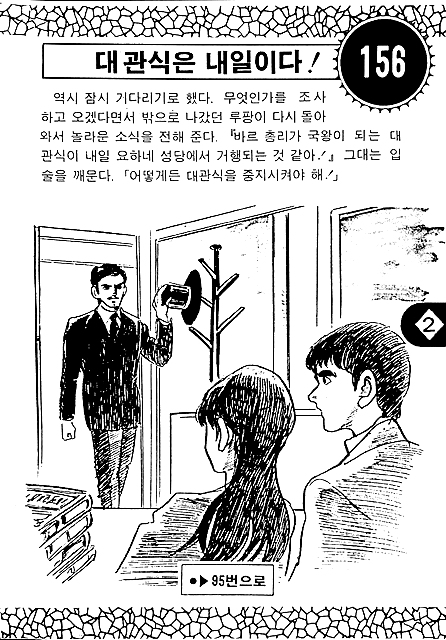 대관식은 내일이다!
156
역시 잠시 기다리기로 했다. 무엇인가를 조사
하고 오겠다면서 밖으로 나갔던 루팡이 다시 돌아
와서 놀라운 소식을 전해 준다. 『바르 총리가 국왕이 되는 대
관식이 내일 요하네 성당에서 거행되는 것 같아.!』 그대는 입
술을 깨문다. 「어떻게든 대관식을 중지시켜야 해.!」
2
●▶95번으로